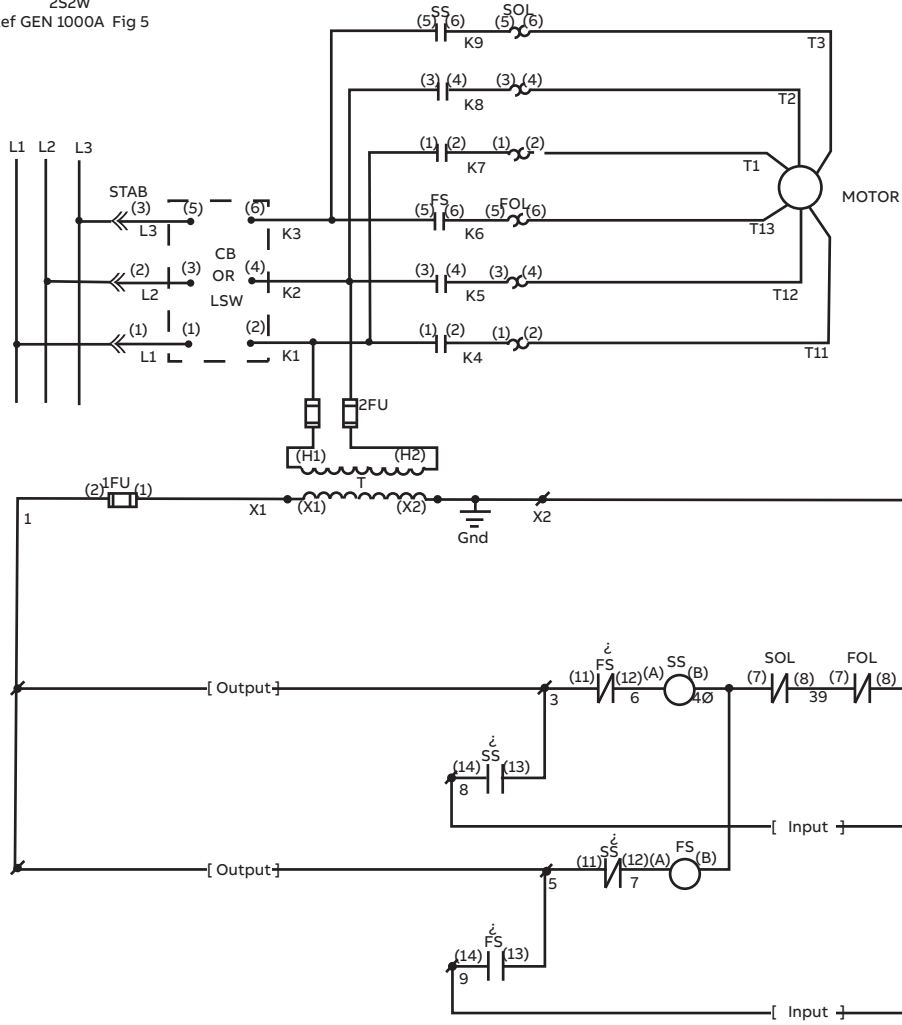 2S2W
ef GEN 1000A Fig 5
SS SOL
(5) (6) (5) (6)
K9 T3
(3) (4) (3) (4)
K8 T2
L1 L2 L3
(1) (2) (1) (2)
K7 T1
STAB
MOTOR
(3) (5) (6) FS FOL
(5) (6) (5) (6)
L3 K3 K6 T13
CB
(2) (3) OR (4) (3) (4) (3) (4)
L2 LSW K2 K5 T12
(1) (1) (2) (1) (2) (1) (2)
L1 K1 K4 T11
2FU
(H1) (H2)
T
(2) 1FU (1)
1 X1 (X1) (X2) X2
Gnd
¿
FS SS SOL FOL
(11) (12) (A) (B) (7) (8) (7) (8)
[ Output ] 3 6 4Ø 39
¿
SS
(14) (13)
8
[ Input ]
¿
SS FS
(11) (12) (A) (B)
[ Output ] 5 7
¿
FS
(14) (13)
9
[ Input ]